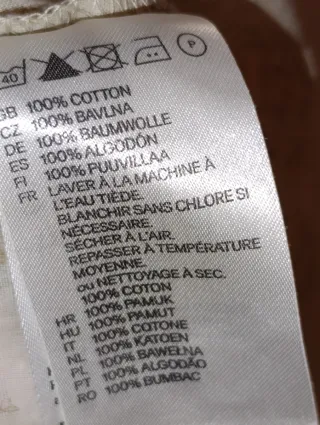 40
P
GB 100% COTTON
CZ 100% BAVLNA
DE 100% BAUMWOLLE
ES 100% ALGODÓN
FI 100% PUUVILLAA
FR LAVER À LA MACHINE À
L'EAU TIÈDE.
BLANCHIR SANS CHLORE SI
NÉCESSAIRE.
SÉCHER À L'AIR.
REPASSER À TEMPÉRATURE
MOYENNE.
ou NETTOYAGE À SEC.
100% COTON
HR 100% PAMUK
HU 100% PAMUT
IT 100% COTONE
NL 100% KATOEN
PL 100% BAWEŁNA
PT 100% ALGODÃO
RO 100% BUMBAC